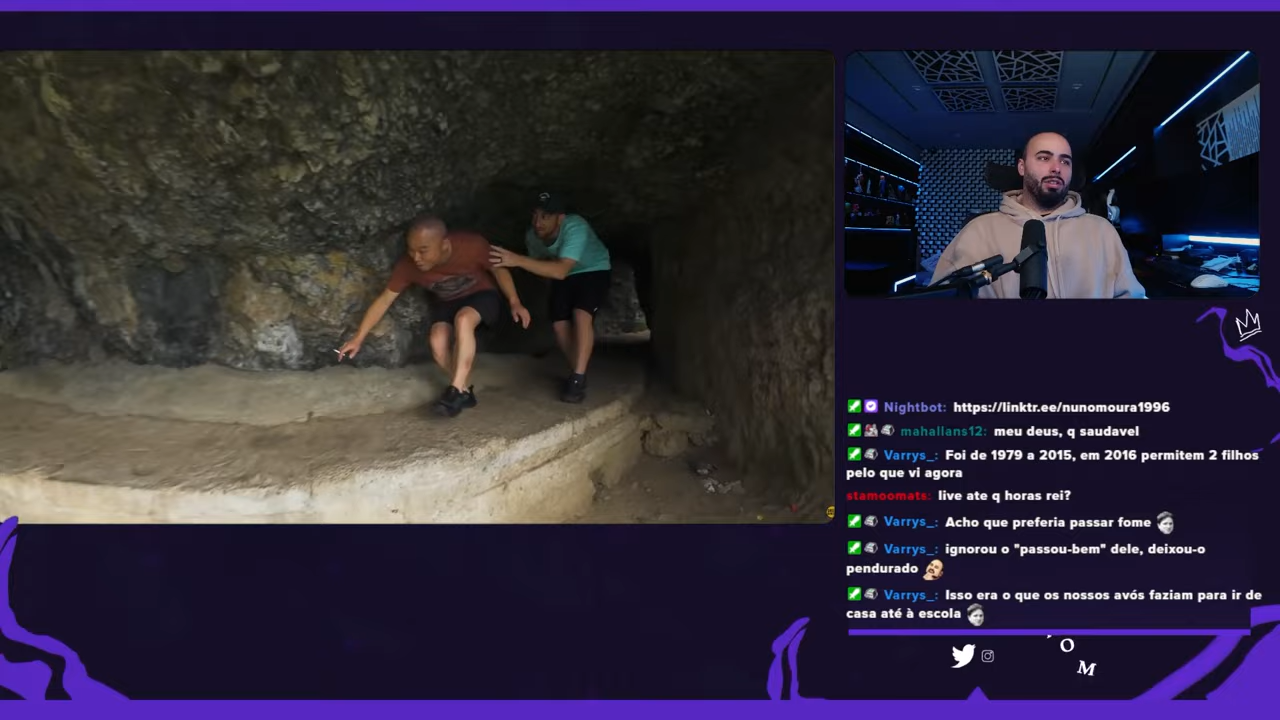 Nightbot: https://linktr.ee/nunomoura1996
mahallans12: meu deus, q saudavel
Varrys_: Foi de 1979 a 2015, em 2016 permitem 2 filhos
pelo que vi agora
stamoomats: live ate q horas rei?
Varrys_: Acho que preferia passar fome
Varrys_: ignorou o "passou-bem" dele, deixou-o
pendurado
Varrys_: Isso era o que os nossos avós faziam para ir de
casa até à escola
O
M